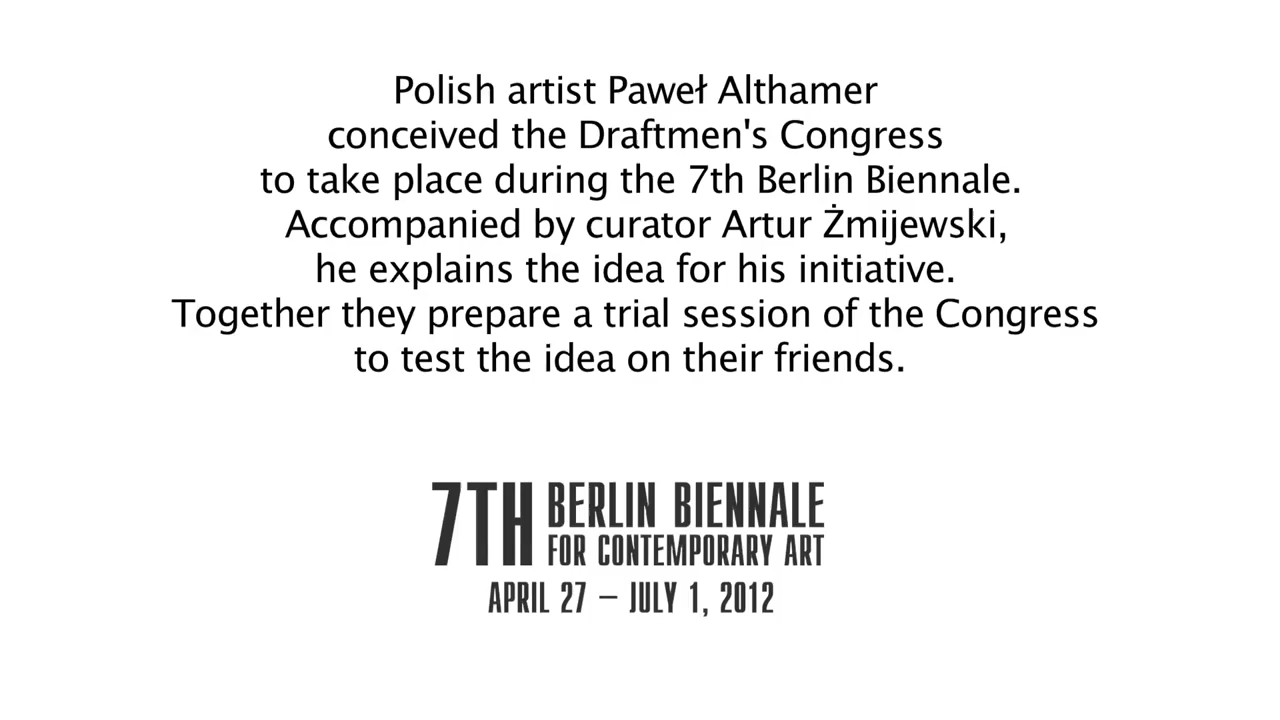 Polish artist Paweł Althamer
conceived the Draftmen's Congress
to take place during the 7th Berlin Biennale.
Accompanied by curator Artur Żmijewski,
he explains the idea for his initiative.
Together they prepare a trial session of the Congress
to test the idea on their friends.
7TH BERLIN BIENNALE
FOR CONTEMPORARY ART
APRIL 27 – JULY 1, 2012